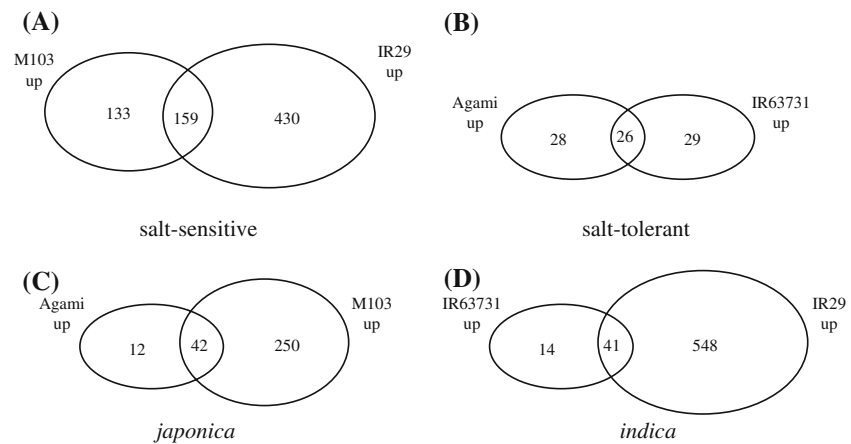 (A)
M103
up
IR29
up
133
159
430
salt-sensitive
(B)
Agami
up
IR63731
up
28
26
29
salt-tolerant
(C)
Agami
up
M103
up
12
42
250
japonica
(D)
IR63731
up
IR29
up
14
41
548
indica